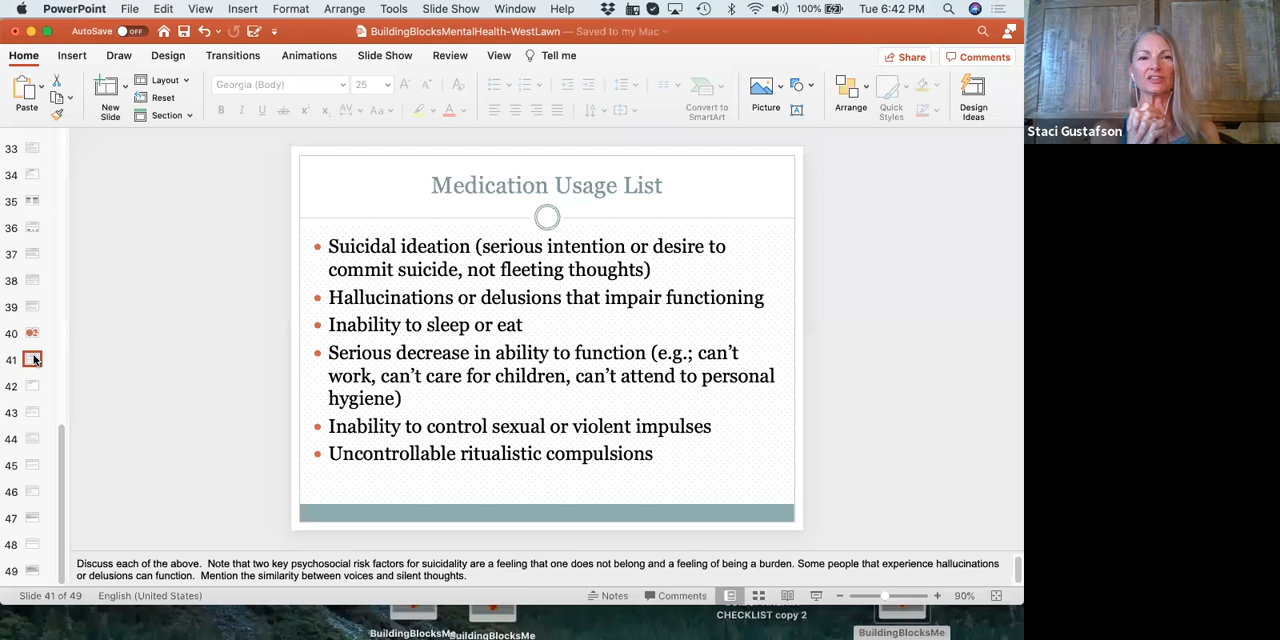 PowerPoint File Edit View Insert Format Arrange Tools Slide Show Window Help 100% Tue 6:42 PM
AutoSave OFF BuildingBlocksMentalHealth-WestLawn — Saved to my Mac
Home Insert Draw Design Transitions Animations Slide Show Review View Tell me Share Comments
Paste
New Slide
Layout
Reset
Section
Georgia (Body) 25
Convert to SmartArt
Picture
Arrange
Quick Styles
Design Ideas
Staci Gustafson
33
34
35
36
37
38
39
40
41
42
43
44
45
46
47
48
49
Medication Usage List
• Suicidal ideation (serious intention or desire to
commit suicide, not fleeting thoughts)
• Hallucinations or delusions that impair functioning
• Inability to sleep or eat
• Serious decrease in ability to function (e.g.; can’t
work, can’t care for children, can’t attend to personal
hygiene)
• Inability to control sexual or violent impulses
• Uncontrollable ritualistic compulsions
Discuss each of the above. Note that two key psychosocial risk factors for suicidality are a feeling that one does not belong and a feeling of being a burden. Some people that experience hallucinations
or delusions can function. Mention the similarity between voices and silent thoughts.
Slide 41 of 49 English (United States) Notes Comments 90%
CHECKLIST copy 2
BuildingBlocksMe
BuildingBlocksMe
BuildingBlocksMe